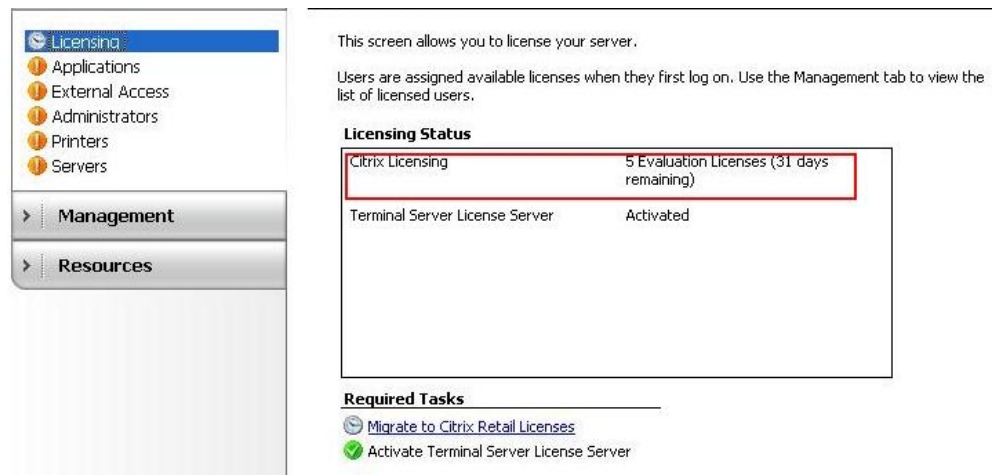 Licensing
Applications
External Access
Administrators
Printers
Servers
Management
Resources
This screen allows you to license your server.
Users are assigned available licenses when they first log on. Use the Management tab to view the
list of licensed users.
Licensing Status
Citrix Licensing 5 Evaluation Licenses (31 days
remaining)
Terminal Server License Server Activated
Required Tasks
Migrate to Citrix Retail Licenses
Activate Terminal Server License Server